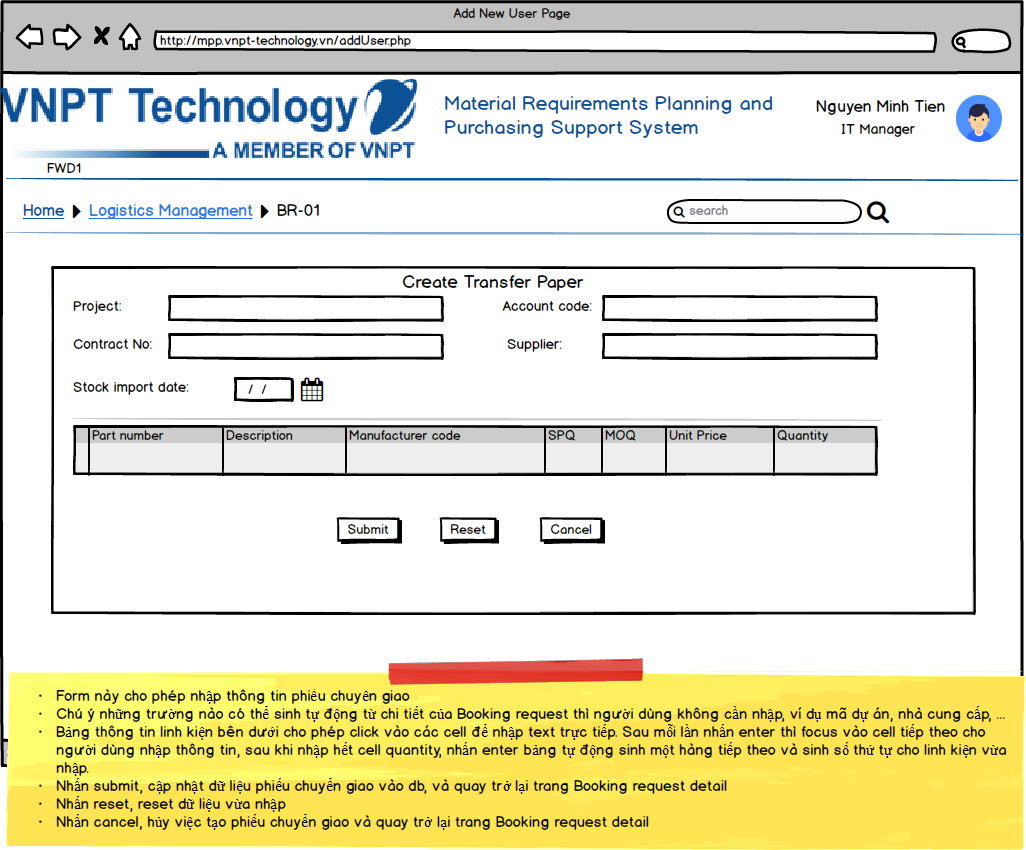 Add New User Page
http://mpp.vnpt-technology.vn/addUser.php
VNPT Technology
A MEMBER OF VNPT
Material Requirements Planning and
Purchasing Support System
Nguyen Minh Tien
IT Manager
FWD1
Home Logistics Management BR-01
search
Create Transfer Paper
Project: Account code:
Contract No: Supplier:
Stock import date: / /
Part number Description Manufacturer code SPQ MOQ Unit Price Quantity
Submit Reset Cancel
· Form này cho phép nhập thông tin phiếu chuyên giao
· Chú ý những trường nào có thể sinh tự động từ chi tiết của Booking request thì người dùng không cần nhập, ví dụ mã dự án, nhà cung cấp, ...
· Bảng thông tin linh kiện bên dưới cho phép click vào các cell để nhập text trực tiếp. Sau mỗi lần nhấn enter thì focus vào cell tiếp theo cho
người dùng nhập thông tin, sau khi nhập hết cell quantity, nhấn enter bảng tự động sinh một hàng tiếp theo và sinh số thứ tự cho linh kiện vừa
nhập.
· Nhấn submit, cập nhật dữ liệu phiếu chuyển giao vào db, và quay trở lại trang Booking request detail
· Nhấn reset, reset dữ liệu vừa nhập
· Nhấn cancel, hủy việc tạo phiếu chuyển giao và quay trở lại trang Booking request detail